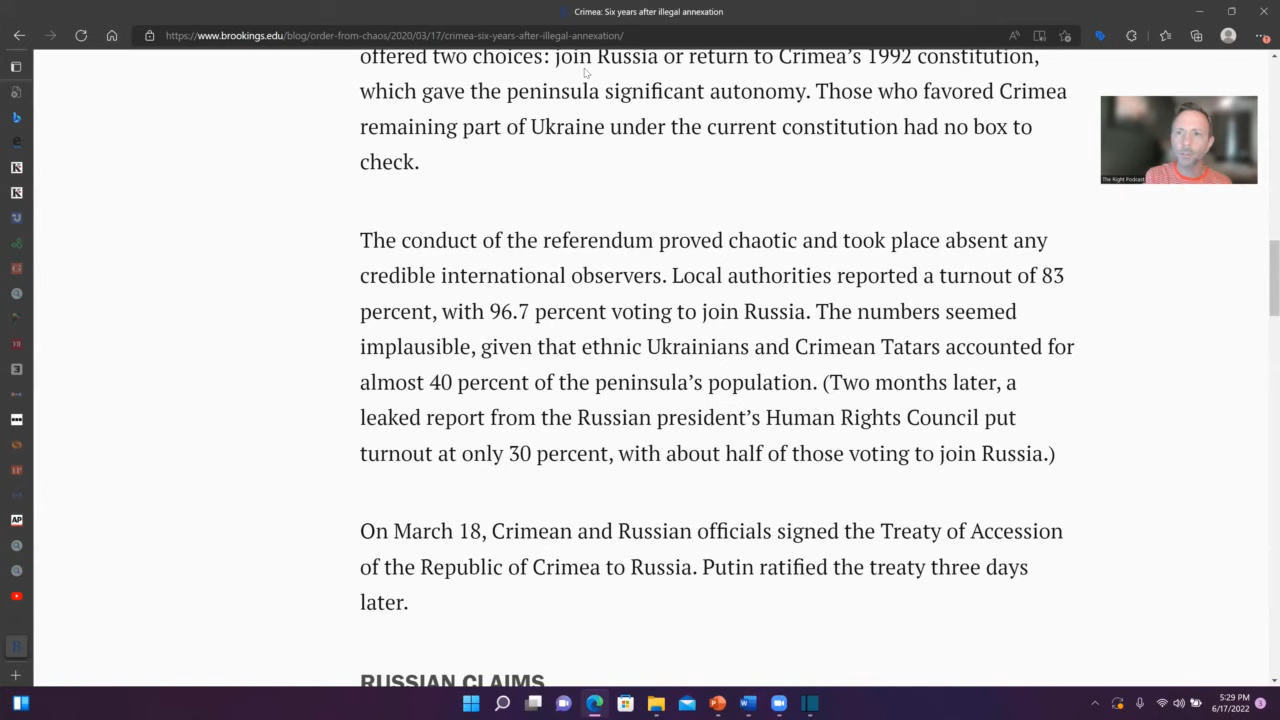 Crimea: Six years after illegal annexation
https://www.brookings.edu/blog/order-from-chaos/2020/03/17/crimea-six-years-after-illegal-annexation/
offered two choices: join Russia or return to Crimea’s 1992 constitution,
which gave the peninsula significant autonomy. Those who favored Crimea
remaining part of Ukraine under the current constitution had no box to
check.
The Right Podcast
The conduct of the referendum proved chaotic and took place absent any
credible international observers. Local authorities reported a turnout of 83
percent, with 96.7 percent voting to join Russia. The numbers seemed
implausible, given that ethnic Ukrainians and Crimean Tatars accounted for
almost 40 percent of the peninsula’s population. (Two months later, a
leaked report from the Russian president’s Human Rights Council put
turnout at only 30 percent, with about half of those voting to join Russia.)
On March 18, Crimean and Russian officials signed the Treaty of Accession
of the Republic of Crimea to Russia. Putin ratified the treaty three days
later.
RUSSIAN CLAIMS
AP
5:29 PM
6/17/2022